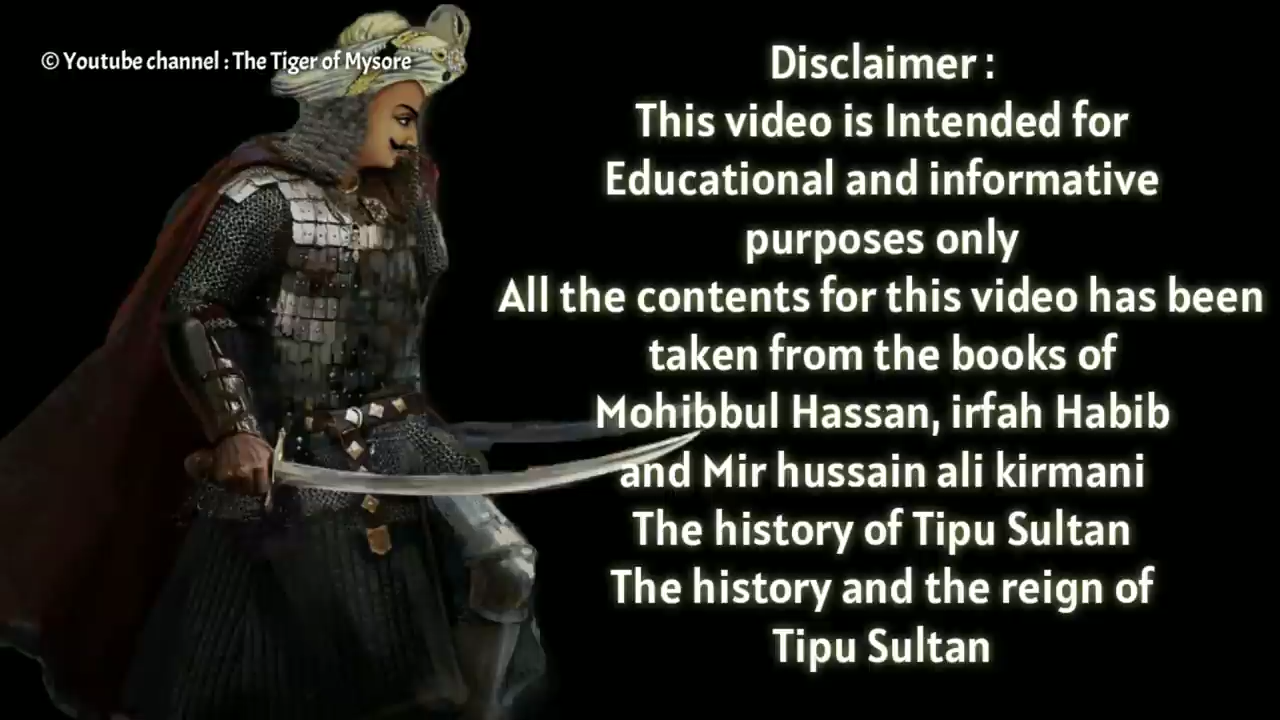 © Youtube channel : The Tiger of Mysore
Disclaimer :
This video is Intended for
Educational and informative
purposes only
All the contents for this video has been
taken from the books of
Mohibbul Hassan, irfah Habib
and Mir hussain ali kirmani
The history of Tipu Sultan
The history and the reign of
Tipu Sultan